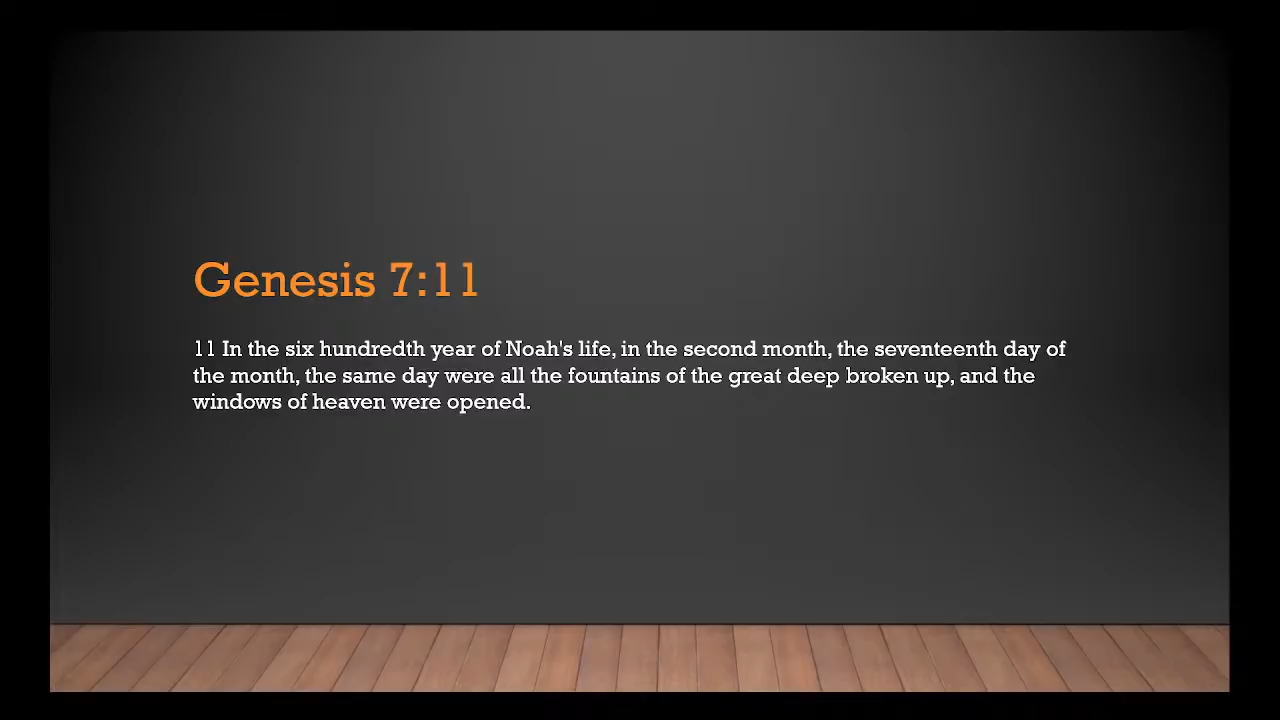 Genesis 7:11
11 In the six hundredth year of Noah's life, in the second month, the seventeenth day of
the month, the same day were all the fountains of the great deep broken up, and the
windows of heaven were opened.